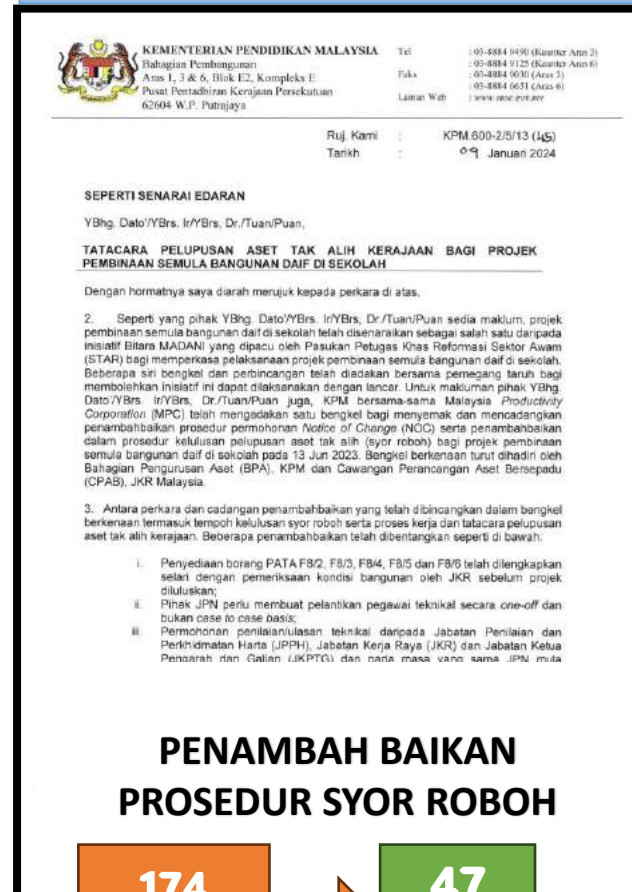 KEMENTERIAN PENDIDIKAN MALAYSIA
Bahagian Pembangunan
Aras 1, 3 & 6, Blok E2, Kompleks E
Pusat Pentadbiran Kerajaan Persekutuan
62604 W.P. Putrajaya
Tel : 03-8884 9490 (Kaunter Aras 3)
: 03-8884 9125 (Kaunter Aras 6)
Faks : 03-8884 9030 (Aras 3)
: 03-8884 6651 (Aras 6)
Laman Web : www.moe.gov.my
Ruj. Kami : KPM.600-2/5/13 (45)
Tarikh : 09 Januari 2024
SEPERTI SENARAI EDARAN
YBhg. Dato'/YBrs. Ir/YBrs, Dr./Tuan/Puan,
TATACARA PELUPUSAN ASET TAK ALIH KERAJAAN BAGI PROJEK
PEMBINAAN SEMULA BANGUNAN DAIF DI SEKOLAH
Dengan hormatnya saya diarah merujuk kepada perkara di atas.
2. Seperti yang pihak YBhg. Dato'/YBrs. Ir/YBrs, Dr./Tuan/Puan sedia maklum, projek
pembinaan semula bangunan daif di sekolah telah disenaraikan sebagai salah satu daripada
inisiatif Bitara MADANI yang dipacu oleh Pasukan Petugas Khas Reformasi Sektor Awam
(STAR) bagi memperkasa pelaksanaan projek pembinaan semula bangunan daif di sekolah.
Beberapa siri bengkel dan perbincangan telah diadakan bersama pemegang taruh bagi
membolehkan inisiatif ini dapat dilaksanakan dengan lancar. Untuk makluman pihak YBhg.
Dato'/YBrs. Ir/YBrs, Dr./Tuan/Puan juga, KPM bersama-sama Malaysia Productivity
Corporation (MPC) telah mengadakan satu bengkel bagi menyemak dan mencadangkan
penambahbaikan prosedur permohonan Notice of Change (NOC) serta penambahbaikan
dalam prosedur kelulusan pelupusan aset tak alih (syor roboh) bagi projek pembinaan
semula bangunan daif di sekolah pada 13 Jun 2023. Bengkel berkenaan turut dihadiri oleh
Bahagian Pengurusan Aset (BPA), KPM dan Cawangan Perancangan Aset Bersepadu
(CPAB), JKR Malaysia.
3. Antara perkara dan cadangan penambahbaikan yang telah dibincangkan dalam bengkel
berkenaan termasuk tempoh kelulusan syor roboh serta proses kerja dan tatacara pelupusan
aset tak alih kerajaan. Beberapa penambahbaikan telah dibentangkan seperti di bawah:
i. Penyediaan borang PATA F8/2, F8/3, F8/4, F8/5 dan F8/6 telah dilengkapkan
selari dengan pemeriksaan kondisi bangunan oleh JKR sebelum projek
diluluskan;
ii. Pihak JPN perlu membuat pelantikan pegawai teknikal secara one-off dan
bukan case to case basis;
iii. Permohonan penilaian/ulasan teknikal daripada Jabatan Penilaian dan
Perkhidmatan Harta (JPPH), Jabatan Kerja Raya (JKR) dan Jabatan Ketua
Pengarah dan Galian (JKPTG) dan pada masa yang sama JPN mula
PENAMBAH BAIKAN
PROSEDUR SYOR ROBOH
174 47